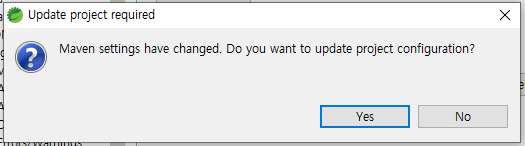 Update project required
Maven settings have changed. Do you want to update project configuration?
Yes
No